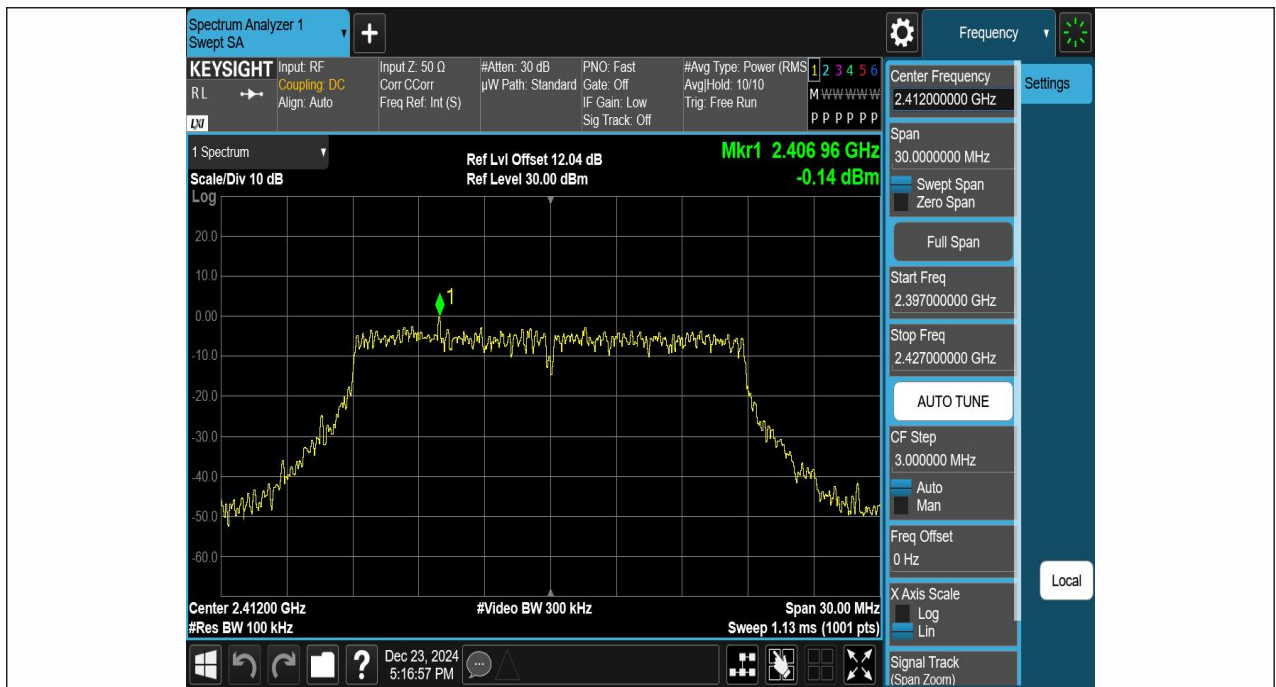 Spectrum Analyzer 1
Swept SA
+
Frequency
KEYSIGHT
R L
LXI
Input: RF
Coupling: DC
Align: Auto
Input Z: 50 Ω
Corr CCorr
Freq Ref: Int (S)
#Atten: 30 dB
µW Path: Standard
PNO: Fast
Gate: Off
IF Gain: Low
Sig Track: Off
#Avg Type: Power (RMS
Avg|Hold: 10/10
Trig: Free Run
1 2 3 4 5 6
M W W W W W
P P P P P P
1 Spectrum
Scale/Div 10 dB
Log
Ref Lvl Offset 12.04 dB
Ref Level 30.00 dBm
Mkr1 2.406 96 GHz
-0.14 dBm
20.0
10.0
0.00
-10.0
-20.0
-30.0
-40.0
-50.0
-60.0
1
Center 2.41200 GHz
#Res BW 100 kHz
#Video BW 300 kHz
Span 30.00 MHz
Sweep 1.13 ms (1001 pts)
Center Frequency
2.412000000 GHz
Settings
Span
30.0000000 MHz
Swept Span
Zero Span
Full Span
Start Freq
2.397000000 GHz
Stop Freq
2.427000000 GHz
AUTO TUNE
CF Step
3.000000 MHz
Auto
Man
Freq Offset
0 Hz
X Axis Scale
Log
Lin
Signal Track
(Span Zoom)
Local
?
Dec 23, 2024
5:16:57 PM